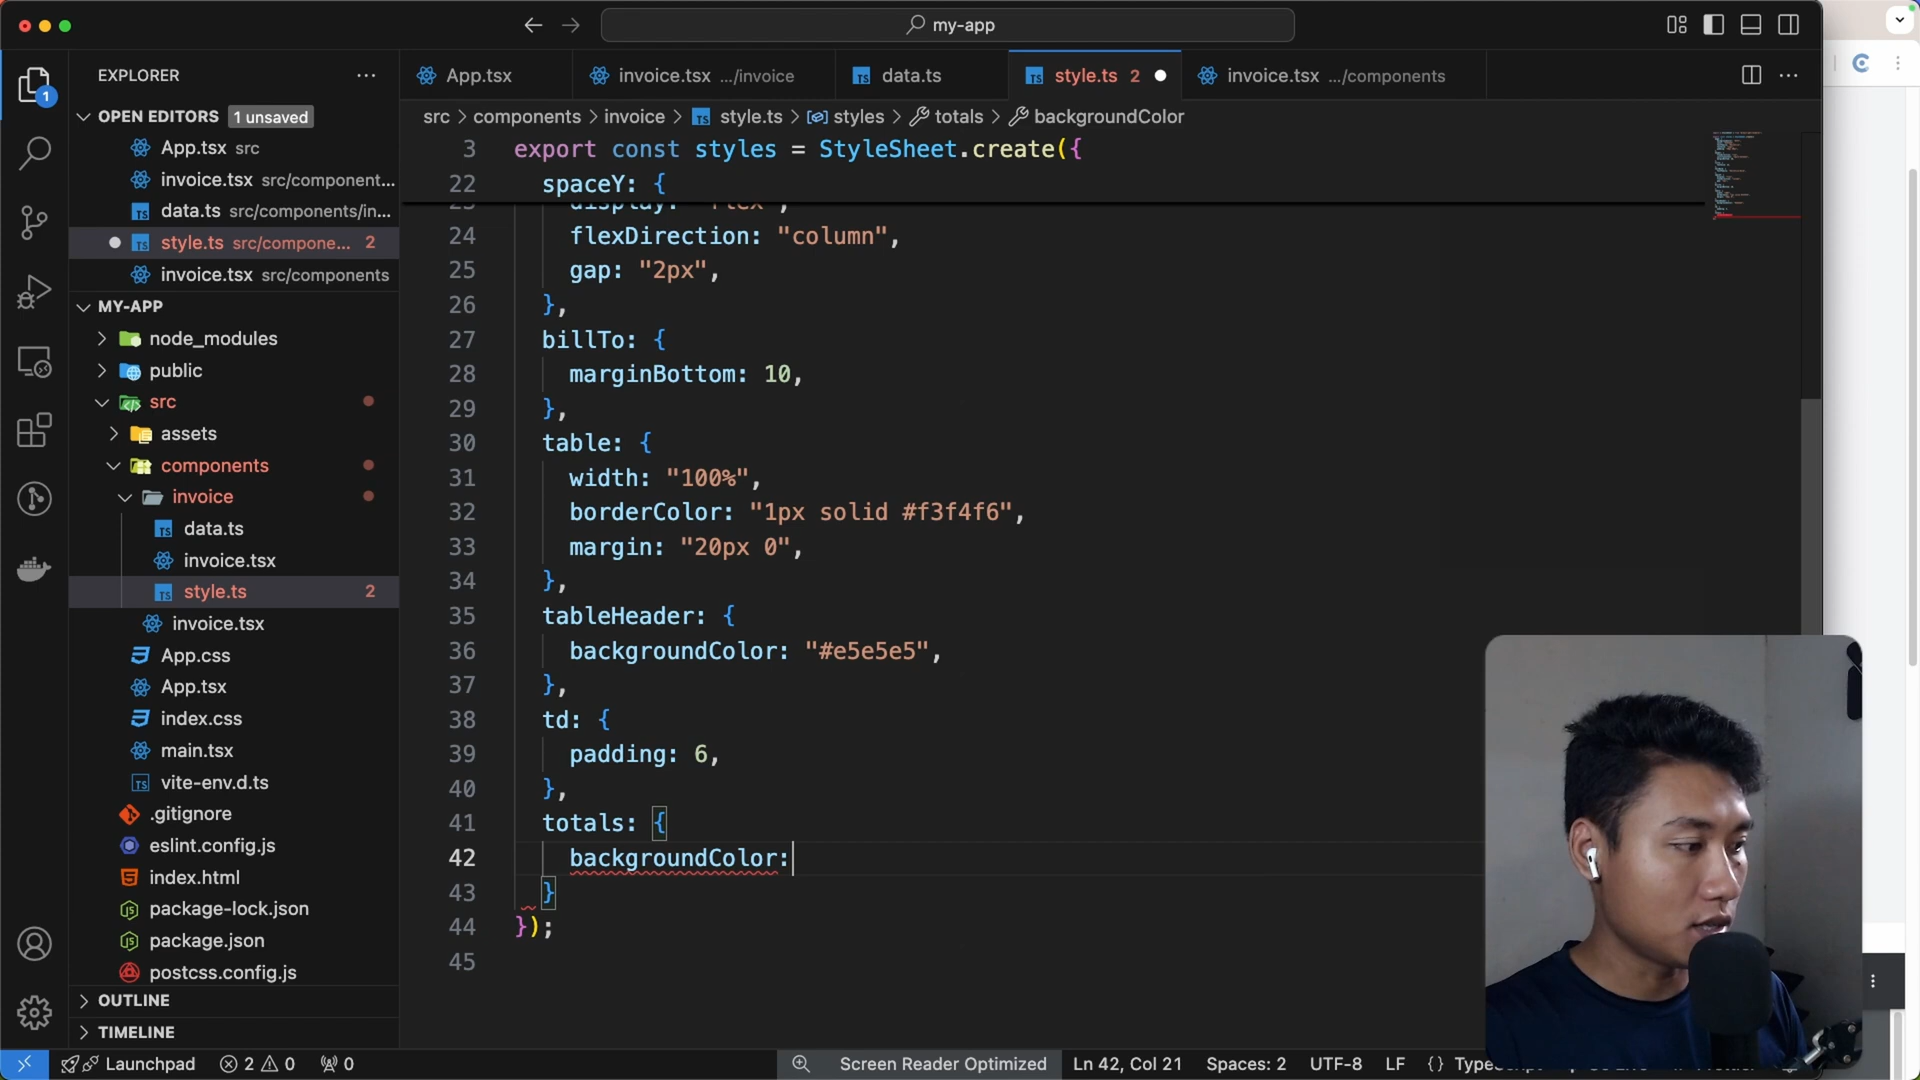 my-app
EXPLORER
OPEN EDITORS 1 unsaved
App.tsx src
invoice.tsx src/component...
data.ts src/components/in...
style.ts src/compone... 2
invoice.tsx src/components
MY-APP
node_modules
public
src
assets
components
invoice
data.ts
invoice.tsx
style.ts 2
invoice.tsx
App.css
App.tsx
index.css
main.tsx
vite-env.d.ts
.gitignore
eslint.config.js
index.html
package-lock.json
package.json
postcss.config.js
OUTLINE
TIMELINE
App.tsx
invoice.tsx .../invoice
data.ts
style.ts 2
invoice.tsx .../components
src > components > invoice > style.ts > styles > totals > backgroundColor
3 export const styles = StyleSheet.create({
22 spaceY: {
23 display: "flex",
24 flexDirection: "column",
25 gap: "2px",
26 },
27 billTo: {
28 marginBottom: 10,
29 },
30 table: {
31 width: "100%",
32 borderColor: "1px solid #f3f4f6",
33 margin: "20px 0",
34 },
35 tableHeader: {
36 backgroundColor: "#e5e5e5",
37 },
38 td: {
39 padding: 6,
40 },
41 totals: {
42 backgroundColor:
43 }
44 });
45
1
Launchpad
2 0
0
Screen Reader Optimized
Ln 42, Col 21
Spaces: 2
UTF-8
LF
{ }